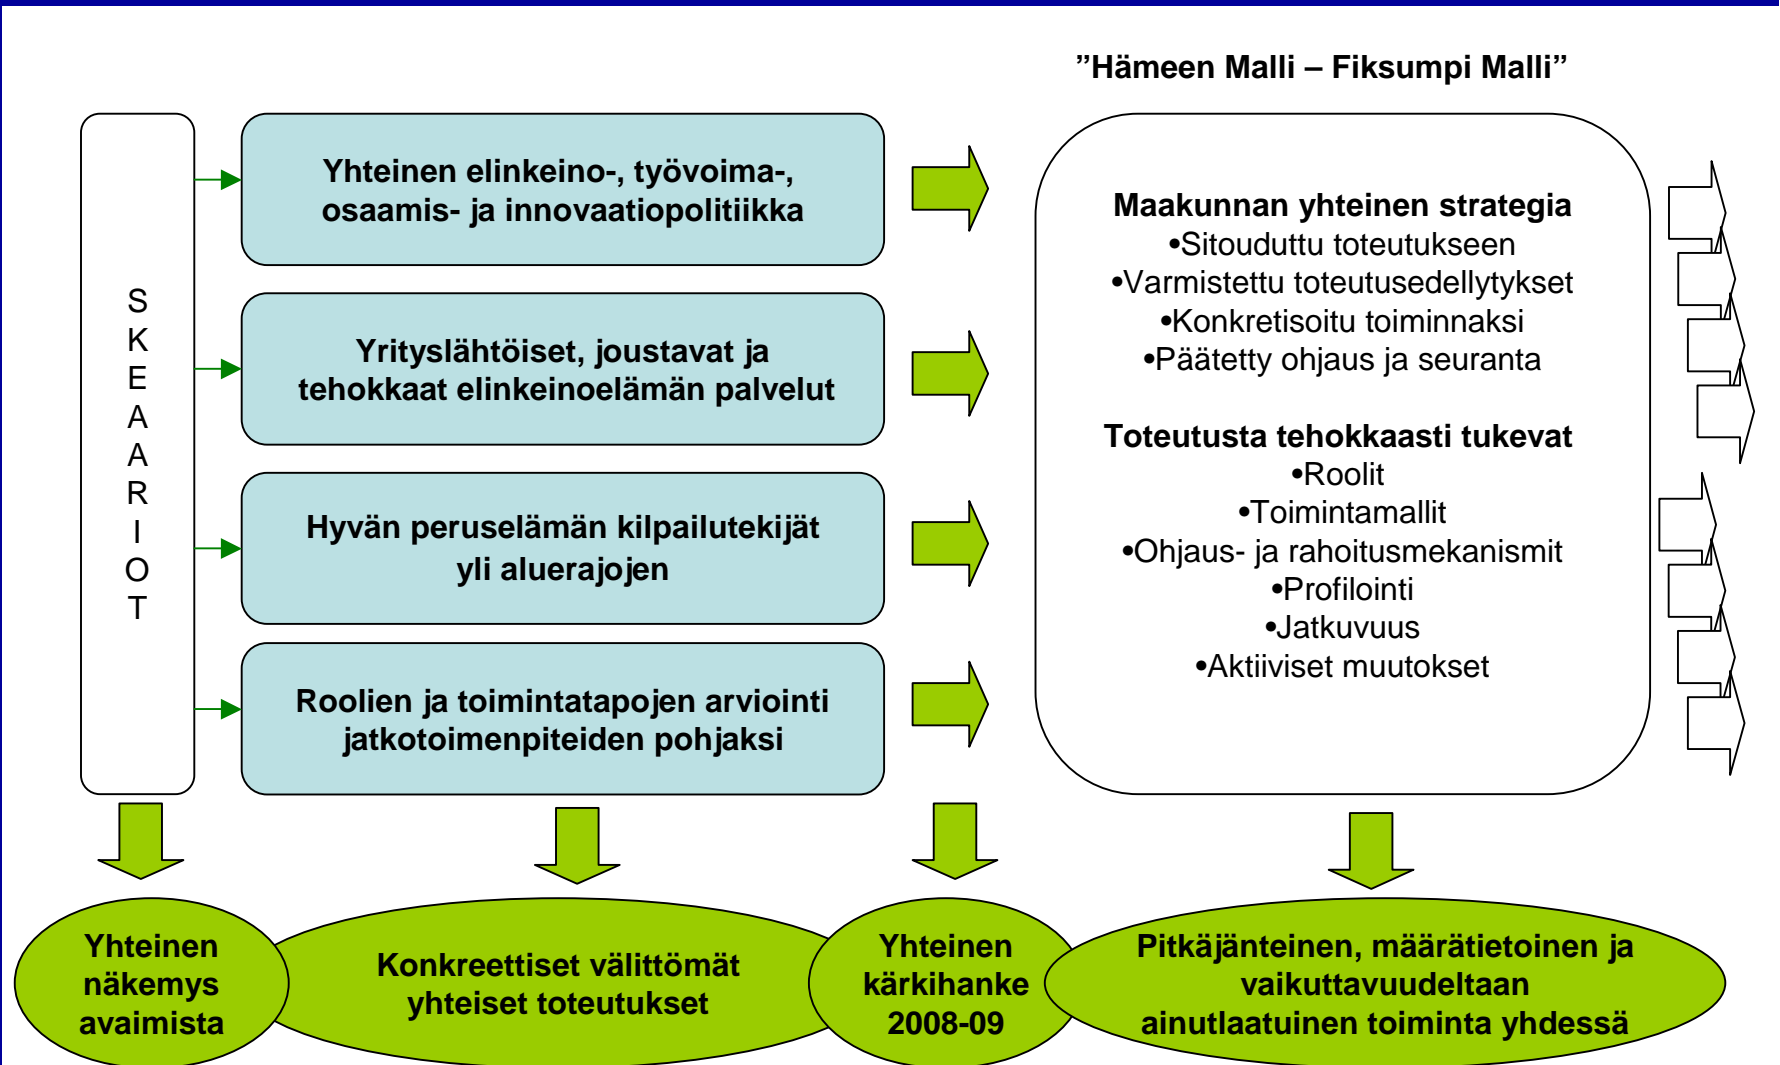 ”Hämeen Malli – Fiksumpi Malli”
S
K
E
A
A
R
I
O
T
Yhteinen elinkeino-, työvoima-,
osaamis- ja innovaatiopolitiikka
Yrityslähtöiset, joustavat ja
tehokkaat elinkeinoelämän palvelut
Hyvän peruselämän kilpailutekijät
yli aluerajojen
Roolien ja toimintatapojen arviointi
jatkotoimenpiteiden pohjaksi
Maakunnan yhteinen strategia
•Sitouduttu toteutukseen
•Varmistettu toteutusedellytykset
•Konkretisoitu toiminnaksi
•Päätetty ohjaus ja seuranta
Toteutusta tehokkaasti tukevat
•Roolit
•Toimintamallit
•Ohjaus- ja rahoitusmekanismit
•Profilointi
•Jatkuvuus
•Aktiiviset muutokset
Yhteinen
näkemys
avaimista
Konkreettiset välittömät
yhteiset toteutukset
Yhteinen
kärkihanke
2008-09
Pitkäjänteinen, määrätietoinen ja
vaikuttavuudeltaan
ainutlaatuinen toiminta yhdessä